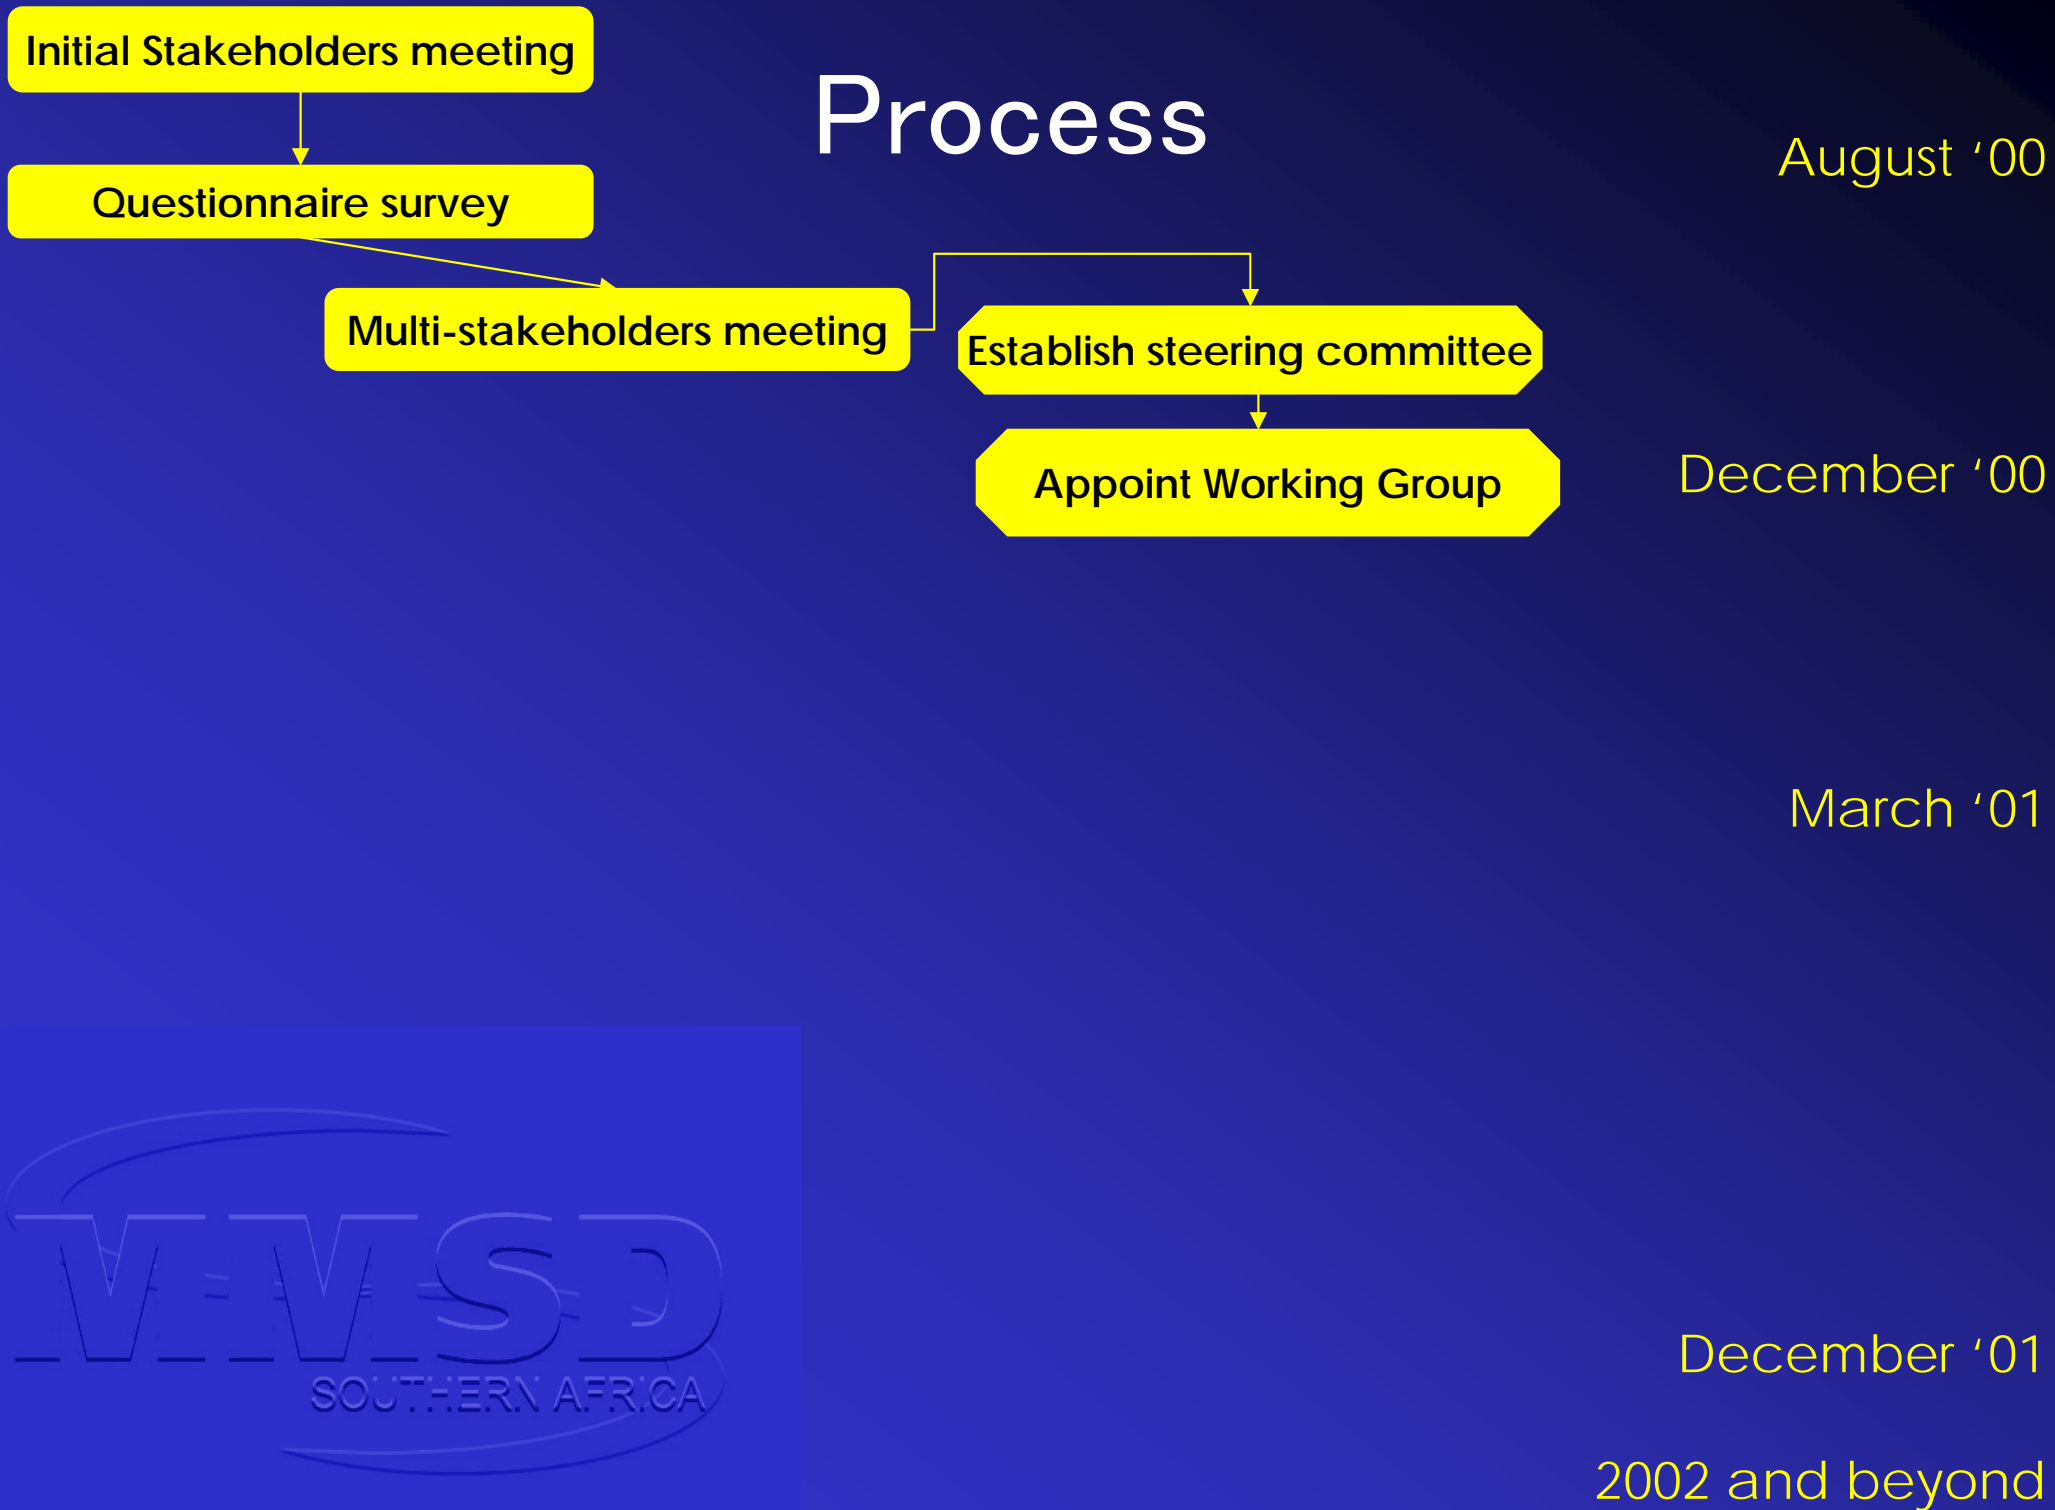 Initial Stakeholders meeting
Process
August ‘00
Questionnaire survey
Multi-stakeholders meeting
Establish steering committee
December ‘00
Appoint Working Group
March ‘01
MMSD
SOUTHERN AFRICA
December ‘01
2002 and beyond